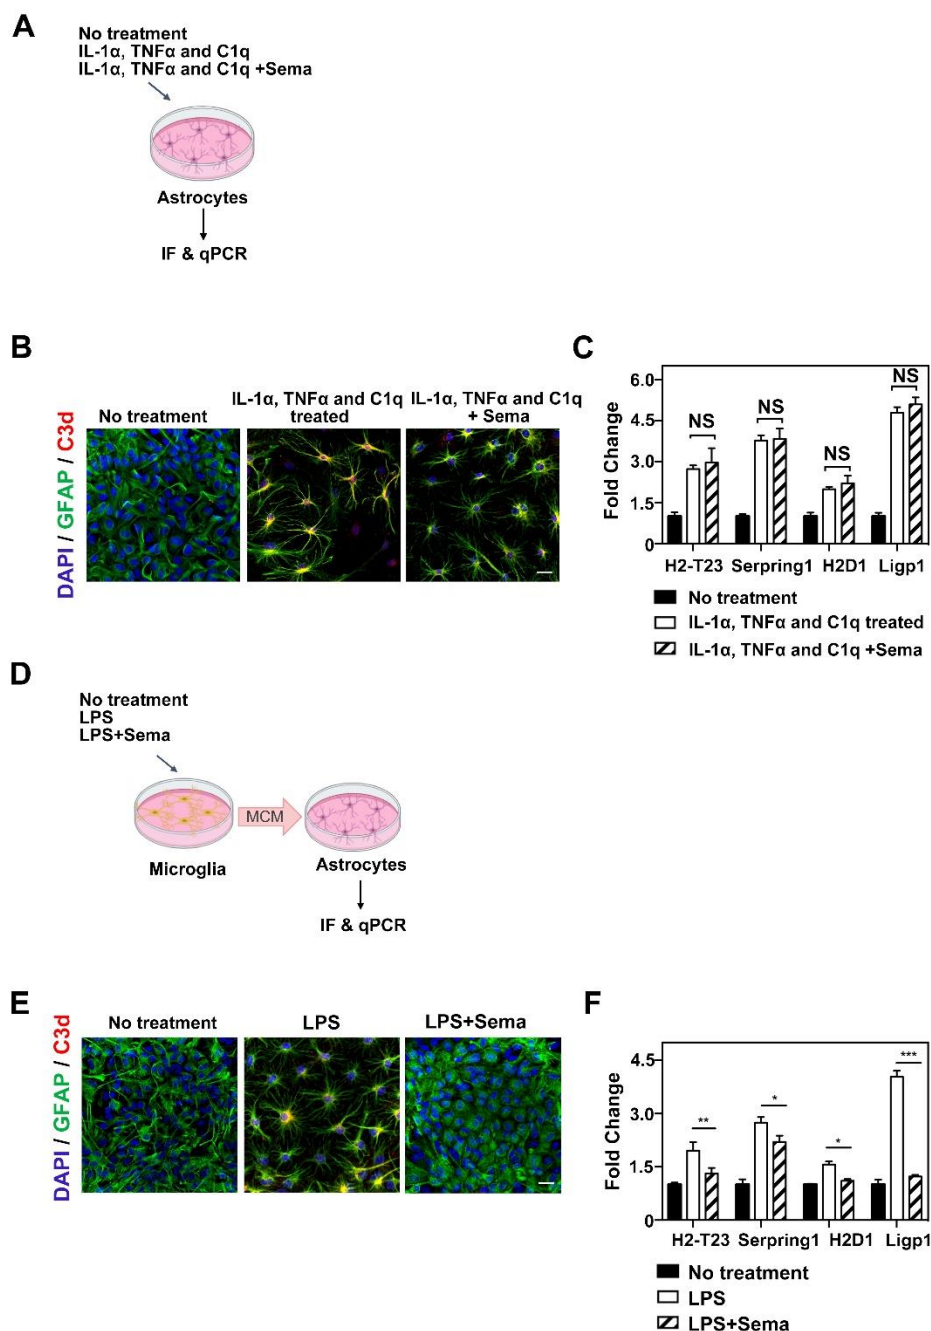 A
No treatment
IL-1α, TNFα and C1q
IL-1α, TNFα and C1q +Sema
Astrocytes
IF & qPCR
B
DAPI / GFAP / C3d
No treatment
IL-1α, TNFα and C1q
treated
IL-1α, TNFα and C1q
+ Sema
C
Fold Change
6.0
4.5
3.0
1.5
0
NS
NS
NS
NS
H2-T23
Serpring1
H2D1
Ligp1
No treatment
IL-1α, TNFα and C1q treated
IL-1α, TNFα and C1q +Sema
D
No treatment
LPS
LPS+Sema
MCM
Microglia
Astrocytes
IF & qPCR
E
DAPI / GFAP / C3d
No treatment
LPS
LPS+Sema
F
Fold Change
4.5
3.0
1.5
0
**
*
*
***
H2-T23
Serpring1
H2D1
Ligp1
No treatment
LPS
LPS+Sema